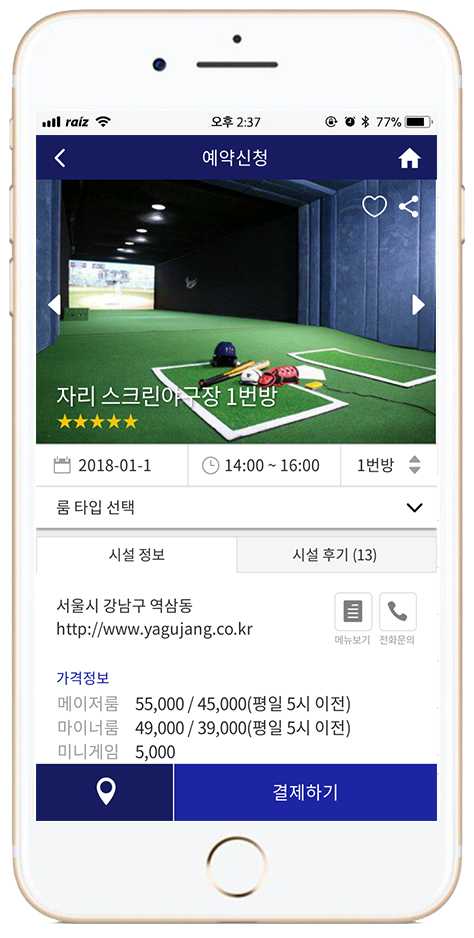 raíz 오후 2:37 77%
예약신청
자리 스크린야구장 1번방
2018-01-1 14:00 ~ 16:00 1번방
룸 타입 선택
시설 정보 시설 후기 (13)
서울시 강남구 역삼동
http://www.yagujang.co.kr
메뉴보기 전화문의
가격정보
메이저룸 55,000 / 45,000(평일 5시 이전)
마이너룸 49,000 / 39,000(평일 5시 이전)
미니게임 5,000
결제하기